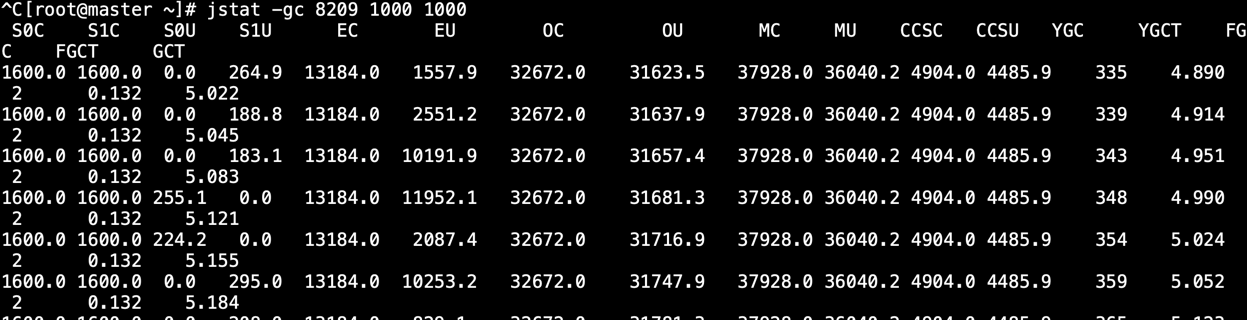 ^C[root@master ~]# jstat -gc 8209 1000 1000
S0C S1C S0U S1U EC EU OC OU MC MU CCSC CCSU YGC YGCT FG
C FGCT GCT
1600.0 1600.0 0.0 264.9 13184.0 1557.9 32672.0 31623.5 37928.0 36040.2 4904.0 4485.9 335 4.890
2 0.132 5.022
1600.0 1600.0 0.0 188.8 13184.0 2551.2 32672.0 31637.9 37928.0 36040.2 4904.0 4485.9 339 4.914
2 0.132 5.045
1600.0 1600.0 0.0 183.1 13184.0 10191.9 32672.0 31657.4 37928.0 36040.2 4904.0 4485.9 343 4.951
2 0.132 5.083
1600.0 1600.0 255.1 0.0 13184.0 11952.1 32672.0 31681.3 37928.0 36040.2 4904.0 4485.9 348 4.990
2 0.132 5.121
1600.0 1600.0 224.2 0.0 13184.0 2087.4 32672.0 31716.9 37928.0 36040.2 4904.0 4485.9 354 5.024
2 0.132 5.155
1600.0 1600.0 0.0 295.0 13184.0 10253.2 32672.0 31747.9 37928.0 36040.2 4904.0 4485.9 359 5.052
2 0.132 5.184